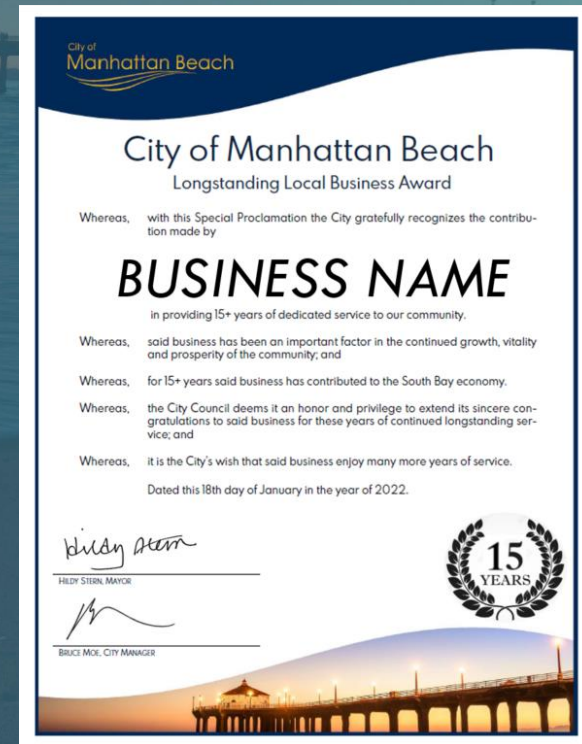 City of
Manhattan Beach
City of Manhattan Beach
Longstanding Local Business Award
Whereas, with this Special Proclamation the City gratefully recognizes the contribu-
tion made by
BUSINESS NAME
in providing 15+ years of dedicated service to our community.
Whereas, said business has been an important factor in the continued growth, vitality
and prosperity of the community; and
Whereas, for 15+ years said business has contributed to the South Bay economy.
Whereas, the City Council deems it an honor and privilege to extend its sincere con-
gratulations to said business for these years of continued longstanding ser-
vice; and
Whereas, it is the City's wish that said business enjoy many more years of service.
Dated this 18th day of January in the year of 2022.
Hildy Stern
HILDY STERN, MAYOR
BRUCE MOE, CITY MANAGER
15
YEARS